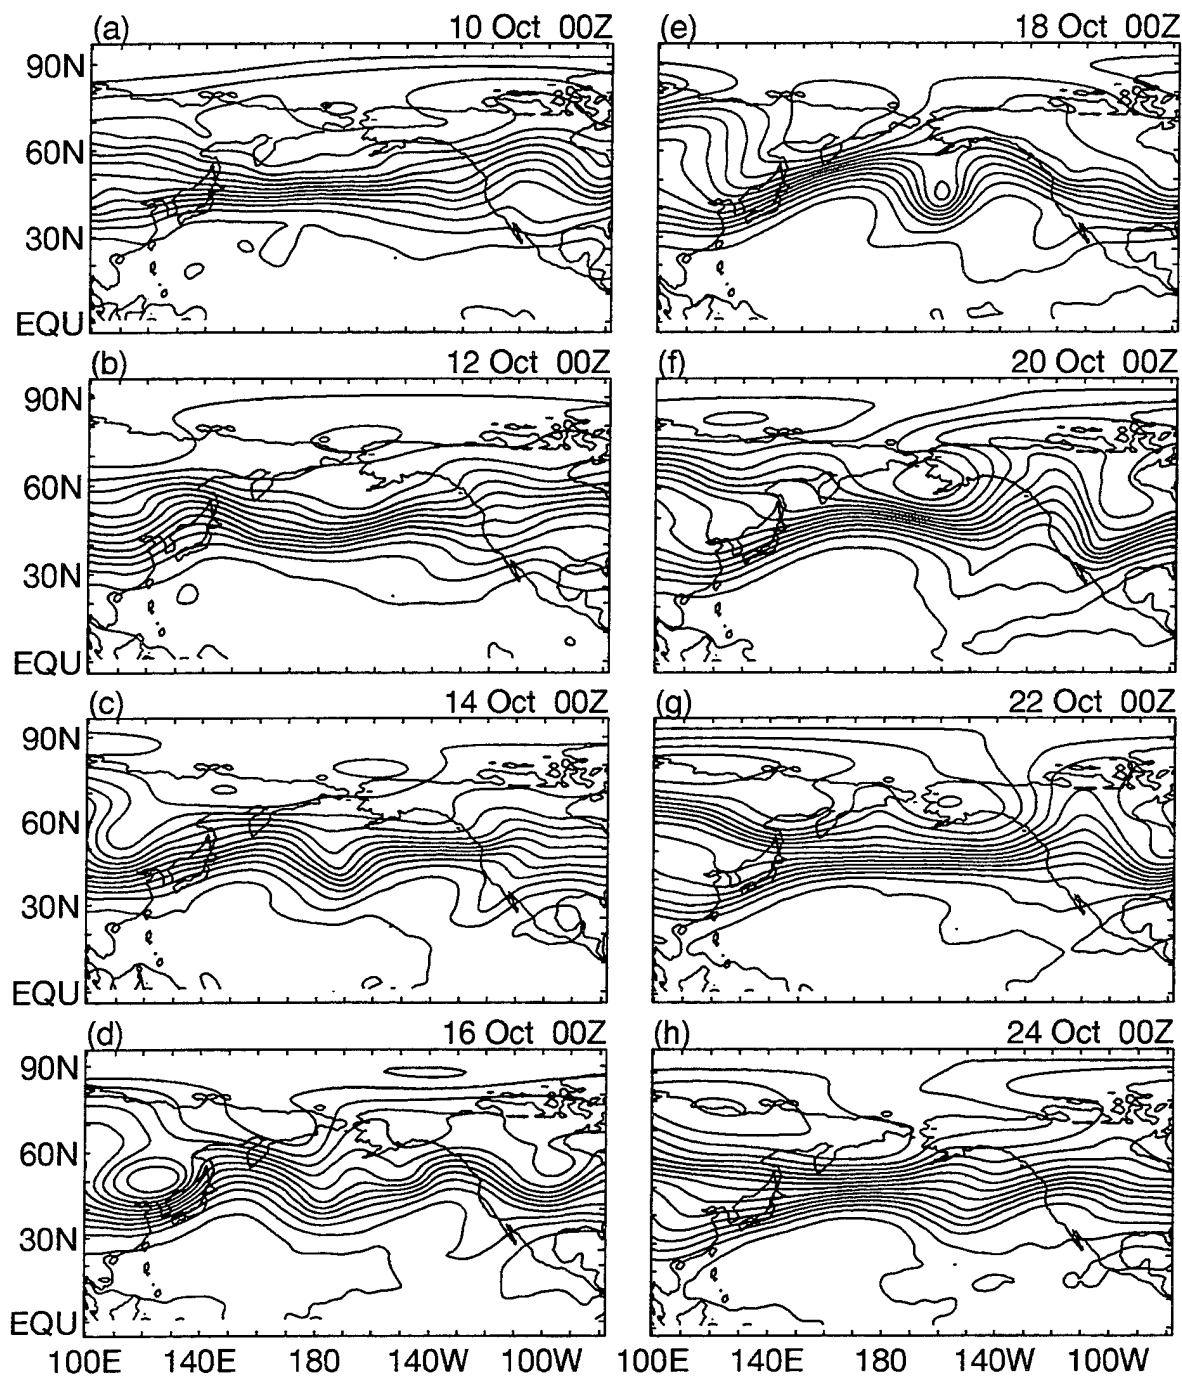 (a) 10 Oct 00Z
90N
60N
30N
EQU
(e) 18 Oct 00Z
(b) 12 Oct 00Z
90N
60N
30N
EQU
(f) 20 Oct 00Z
(c) 14 Oct 00Z
90N
60N
30N
EQU
(g) 22 Oct 00Z
(d) 16 Oct 00Z
90N
60N
30N
EQU
100E 140E 180 140W 100W
(h) 24 Oct 00Z
100E 140E 180 140W 100W